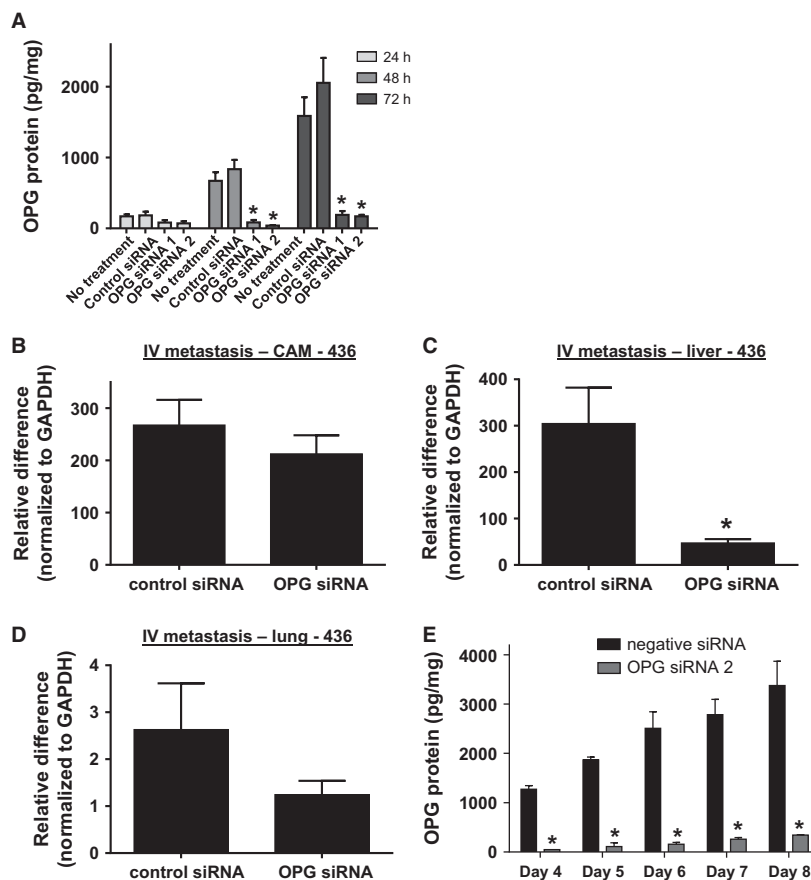 A
OPG protein (pg/mg)
2000
1000
0
24 h
48 h
72 h
No treatment
Control siRNA
OPG siRNA 1
OPG siRNA 2
No treatment
Control siRNA
* OPG siRNA 1
* OPG siRNA 2
No treatment
Control siRNA
* OPG siRNA 1
* OPG siRNA 2
B
IV metastasis – CAM - 436
Relative difference
(normalized to GAPDH)
300
200
100
0
control siRNA
OPG siRNA
C
IV metastasis – liver - 436
Relative difference
(normalized to GAPDH)
400
300
200
100
0
*
control siRNA
OPG siRNA
D
IV metastasis – lung - 436
Relative difference
(normalized to GAPDH)
4
3
2
1
0
control siRNA
OPG siRNA
E
negative siRNA
OPG siRNA 2
OPG protein (pg/mg)
4000
3000
2000
1000
0
* * * * *
Day 4 Day 5 Day 6 Day 7 Day 8